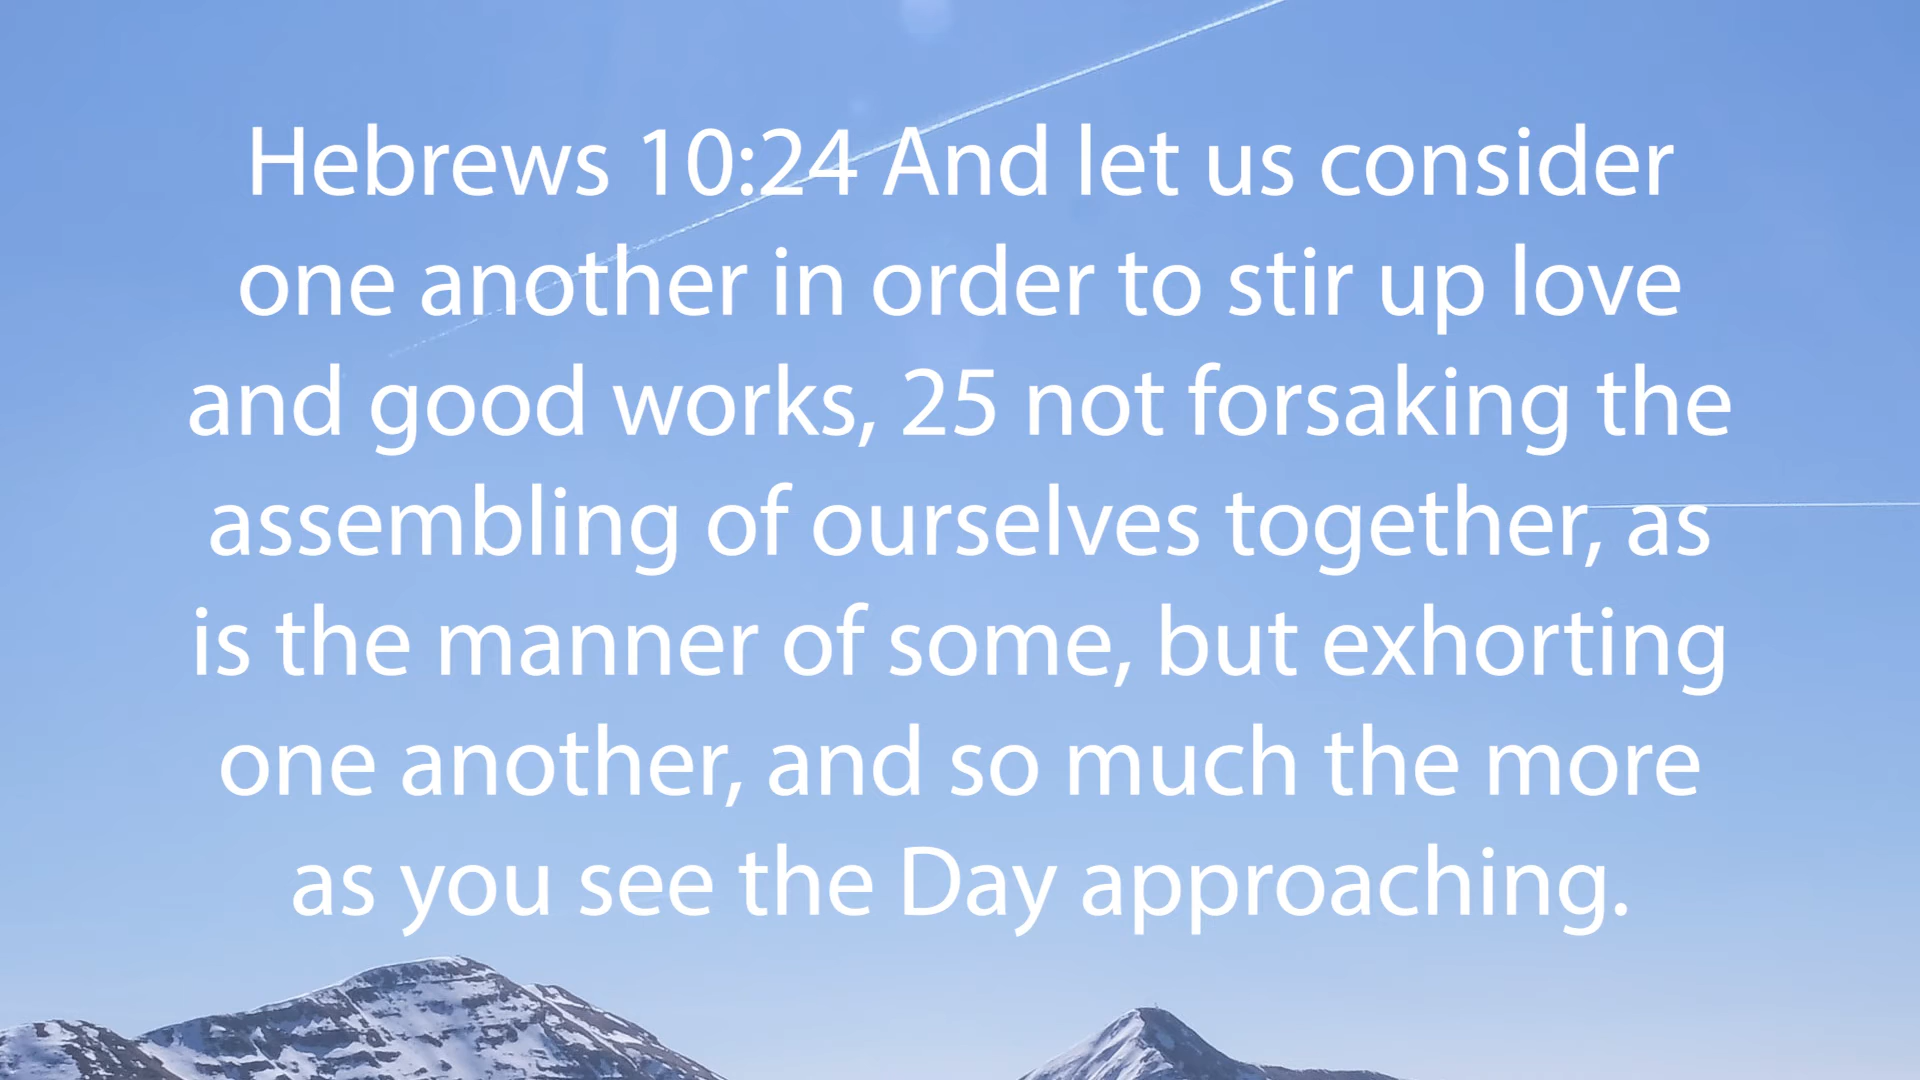 Hebrews 10:24 And let us consider
one another in order to stir up love
and good works, 25 not forsaking the
assembling of ourselves together, as
is the manner of some, but exhorting
one another, and so much the more
as you see the Day approaching.